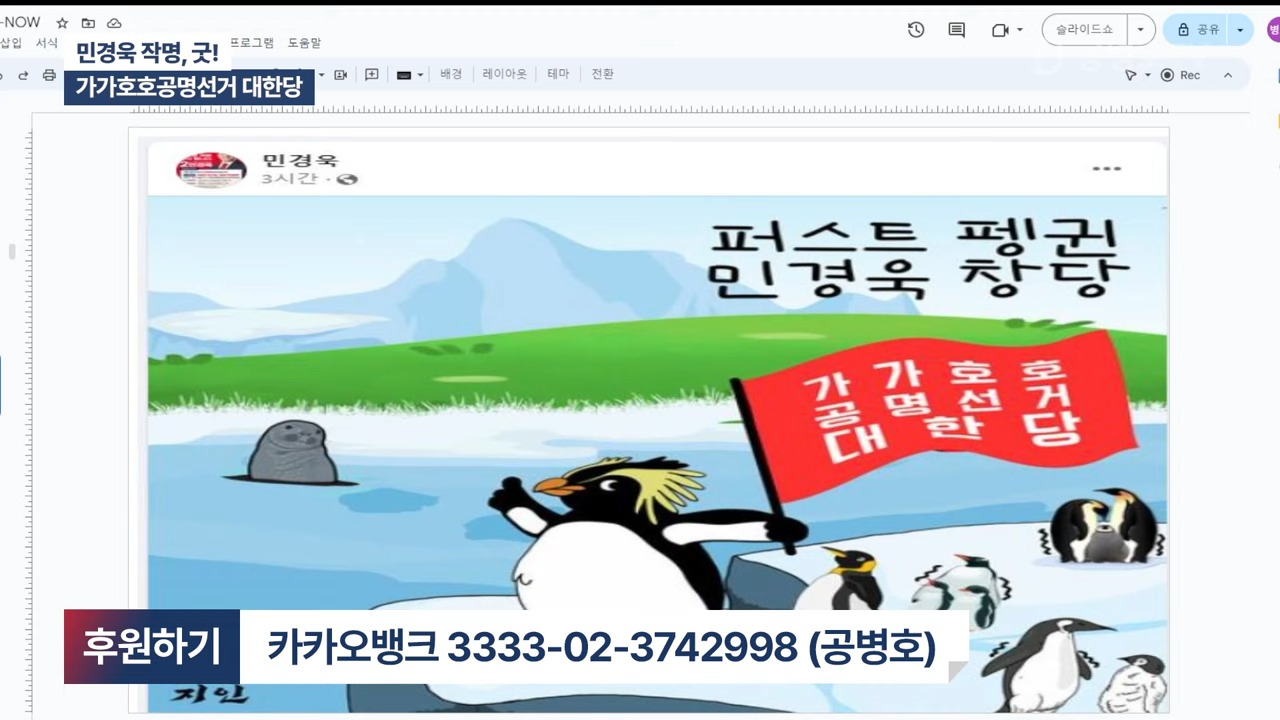 -NOW
삽입 서식
프로그램 도움말
슬라이드쇼
공유
병
민경욱 작명, 굿!
가가호호공명선거 대한당
배경 레이아웃 테마 전환
Rec
민경욱
3시간 ·
퍼스트 펭귄
민경욱 창당
가가호호
공명선거
대한당
후원하기
카카오뱅크 3333-02-3742998 (공병호)
지인